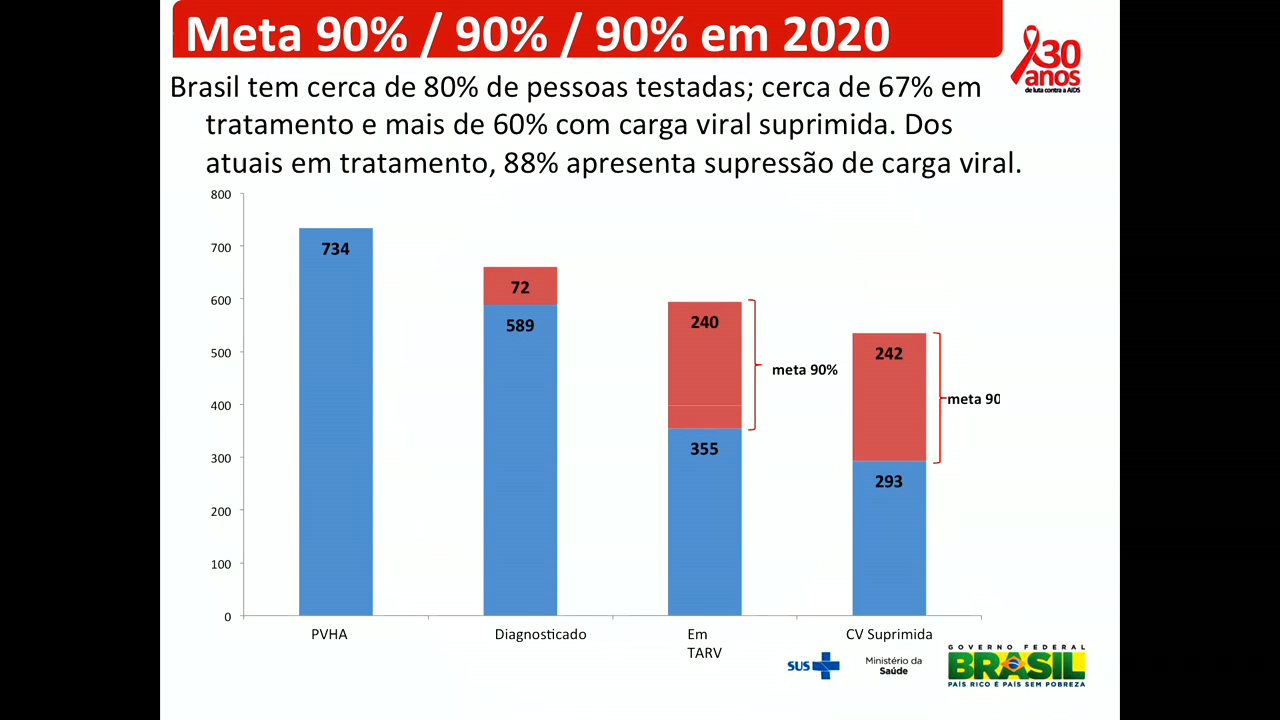 Meta 90% / 90% / 90% em 2020
30
anos
de luta contra a AIDS
Brasil tem cerca de 80% de pessoas testadas; cerca de 67% em
tratamento e mais de 60% com carga viral suprimida. Dos
atuais em tratamento, 88% apresenta supressão de carga viral.
800
700
600
500
400
300
200
100
0
734
72
589
240
355
meta 90%
242
293
meta 90
PVHA
Diagnosticado
Em
TARV
CV Suprimida
SUS
Ministério da
Saúde
GOVERNO FEDERAL
BRASIL
PAÍS RICO É PAÍS SEM POBREZA